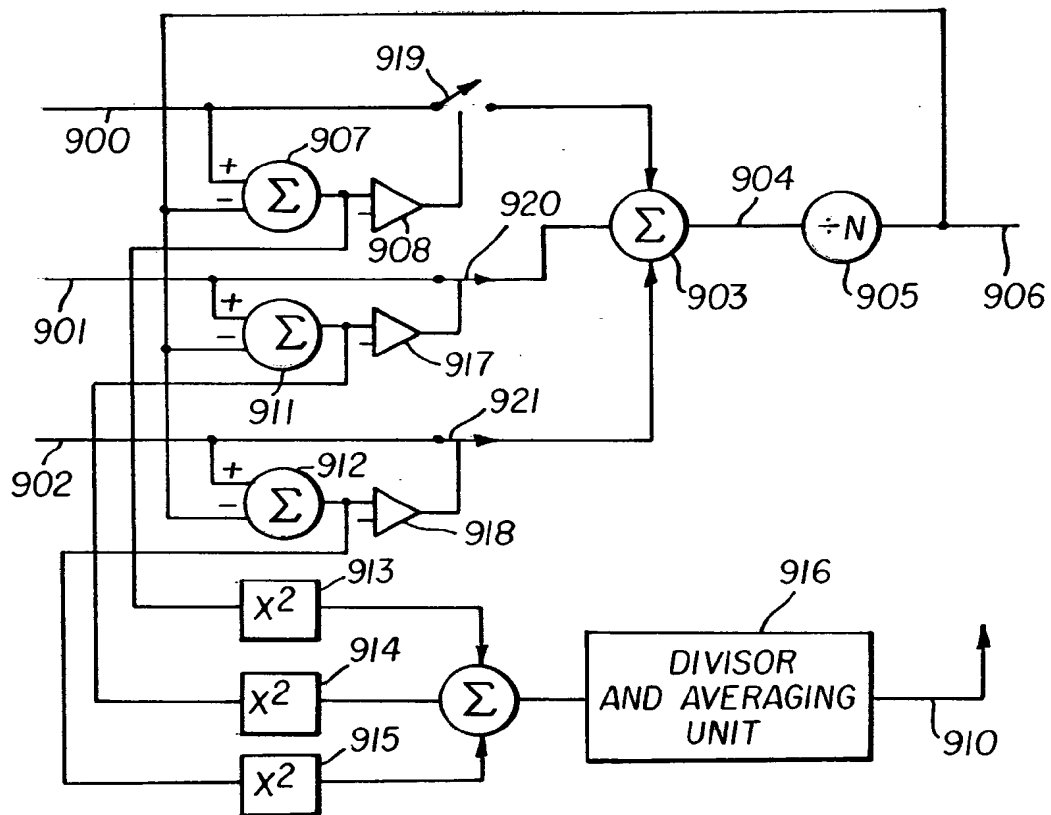 919
900
907
+
-
Σ
908
920
Σ
903
904
÷N
905
906
901
+
-
Σ
911
917
921
902
+
-
912
Σ
918
913
X²
914
X²
915
X²
Σ
916
DIVISOR
AND AVERAGING
UNIT
910